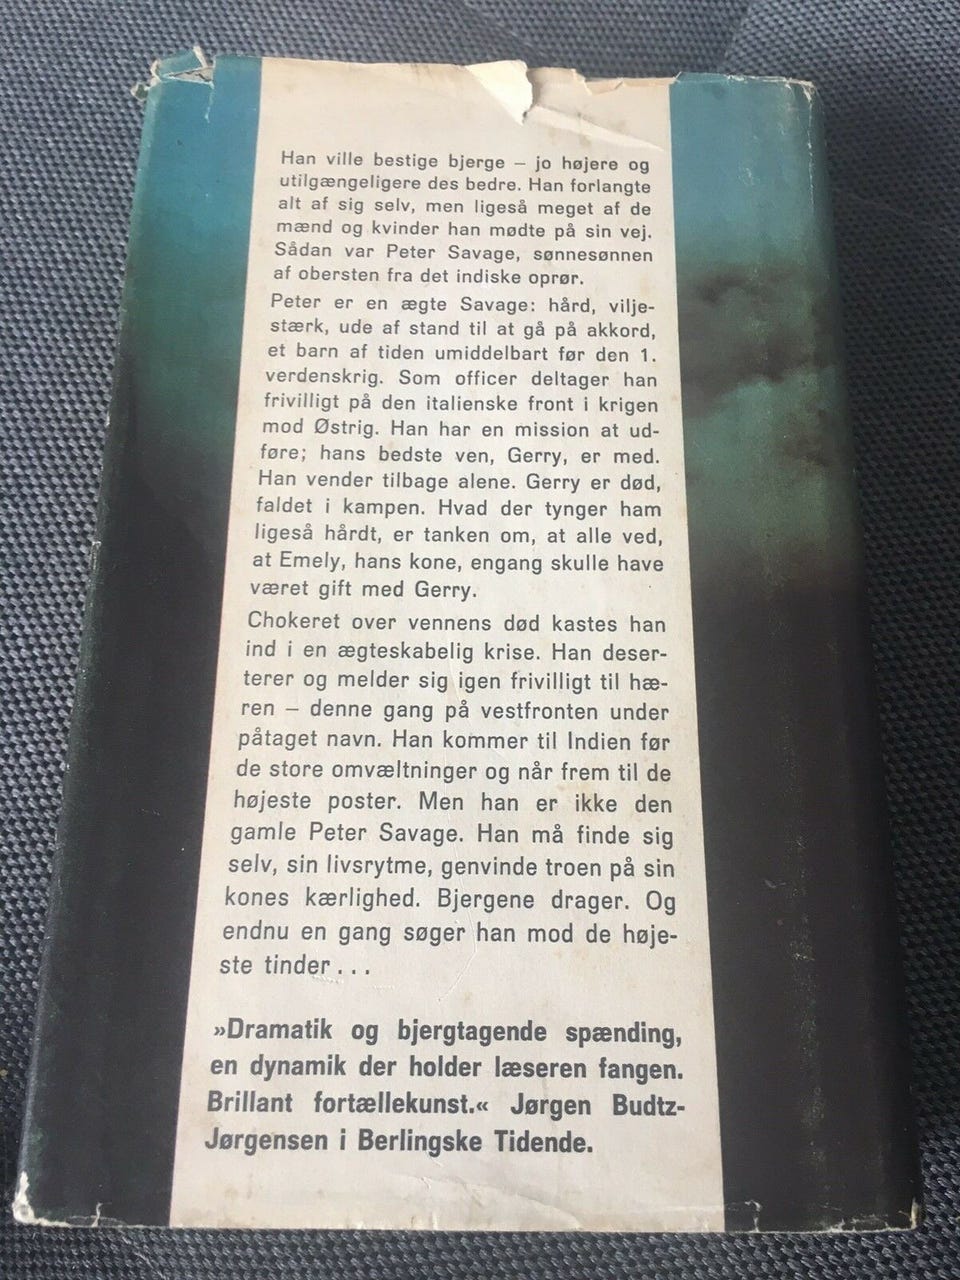 Han ville bestige bjerge – jo højere og
utilgængeligere des bedre. Han forlangte
alt af sig selv, men ligeså meget af de
mænd og kvinder han mødte på sin vej.
Sådan var Peter Savage, sønnesønnen
af obersten fra det indiske oprør.
Peter er en ægte Savage: hård, vilje-
stærk, ude af stand til at gå på akkord,
et barn af tiden umiddelbart før den 1.
verdenskrig. Som officer deltager han
frivilligt på den italienske front i krigen
mod Østrig. Han har en mission at ud-
føre; hans bedste ven, Gerry, er med.
Han vender tilbage alene. Gerry er død,
faldet i kampen. Hvad der tynger ham
ligeså hårdt, er tanken om, at alle ved,
at Emely, hans kone, engang skulle have
været gift med Gerry.
Chokeret over vennens død kastes han
ind i en ægteskabelig krise. Han deser-
terer og melder sig igen frivilligt til hæ-
ren – denne gang på vestfronten under
påtaget navn. Han kommer til Indien før
de store omvæltninger og når frem til de
højeste poster. Men han er ikke den
gamle Peter Savage. Han må finde sig
selv, sin livsrytme, genvinde troen på sin
kones kærlighed. Bjergene drager. Og
endnu en gang søger han mod de høje-
ste tinder . . .
»Dramatik og bjergtagende spænding,
en dynamik der holder læseren fangen.
Brillant fortællekunst.« Jørgen Budtz-
Jørgensen i Berlingske Tidende.